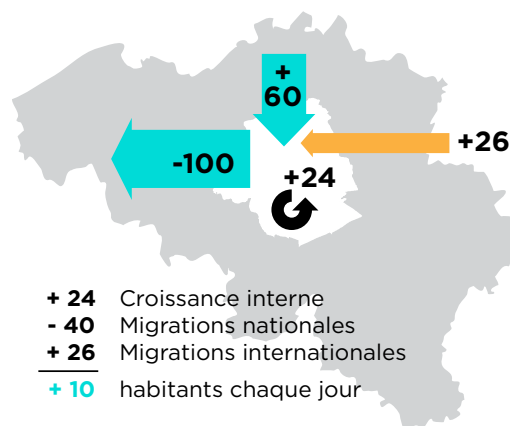 +
60
-100
+26
+24
+ 24 Croissance interne
- 40 Migrations nationales
+ 26 Migrations internationales
+ 10 habitants chaque jour